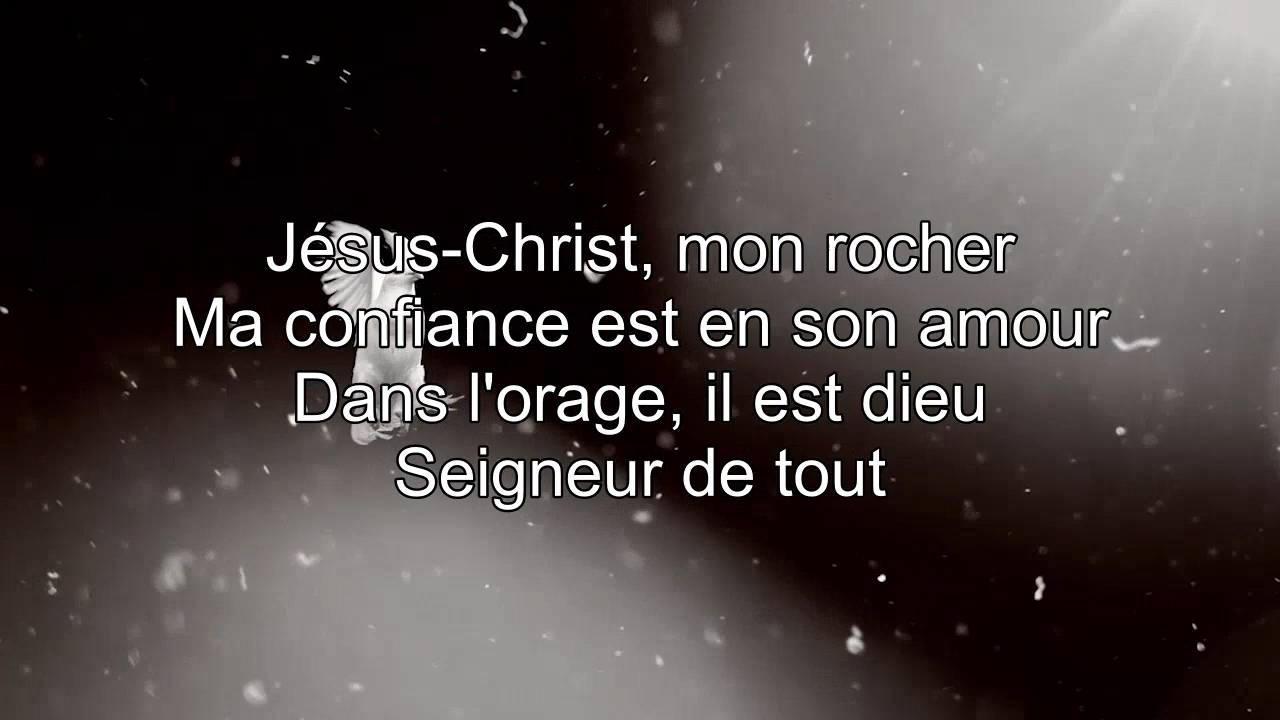 Jésus-Christ, mon rocher
Ma confiance est en son amour
Dans l'orage, il est dieu
Seigneur de tout